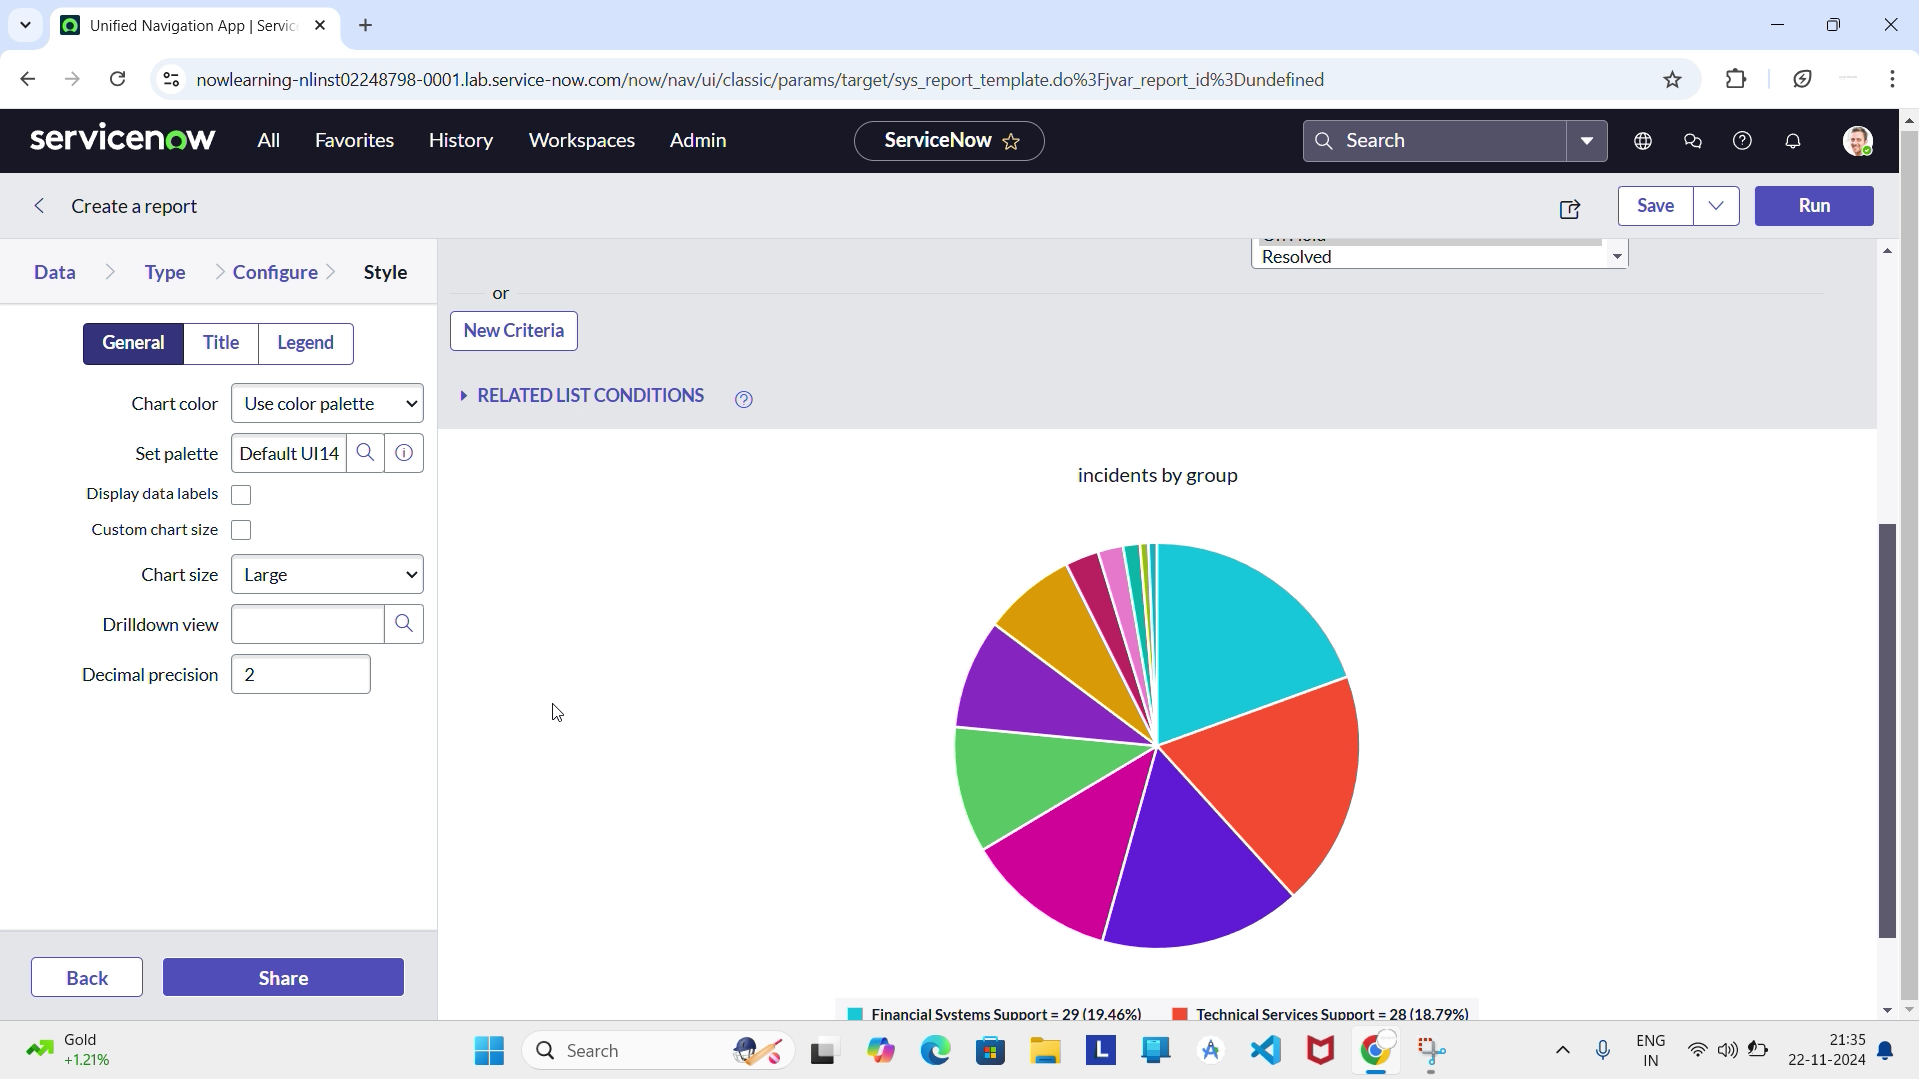 Unified Navigation App | Servic
nowlearning-nlinst02248798-0001.lab.service-now.com/now/nav/ui/classic/params/target/sys_report_template.do%3Fjvar_report_id%3Dundefined
servicenow All Favorites History Workspaces Admin ServiceNow Search
Create a report Save Run
Data Type Configure Style
Resolved
or
New Criteria
General Title Legend
RELATED LIST CONDITIONS
Chart color Use color palette
Set palette Default UI14
incidents by group
Display data labels
Custom chart size
Chart size Large
Drilldown view
Decimal precision 2
Back Share
Financial Systems Support = 29 (19.46%) Technical Services Support = 28 (18.79%)
Gold
+1.21%
Search
L
ENG
IN
21:35
22-11-2024